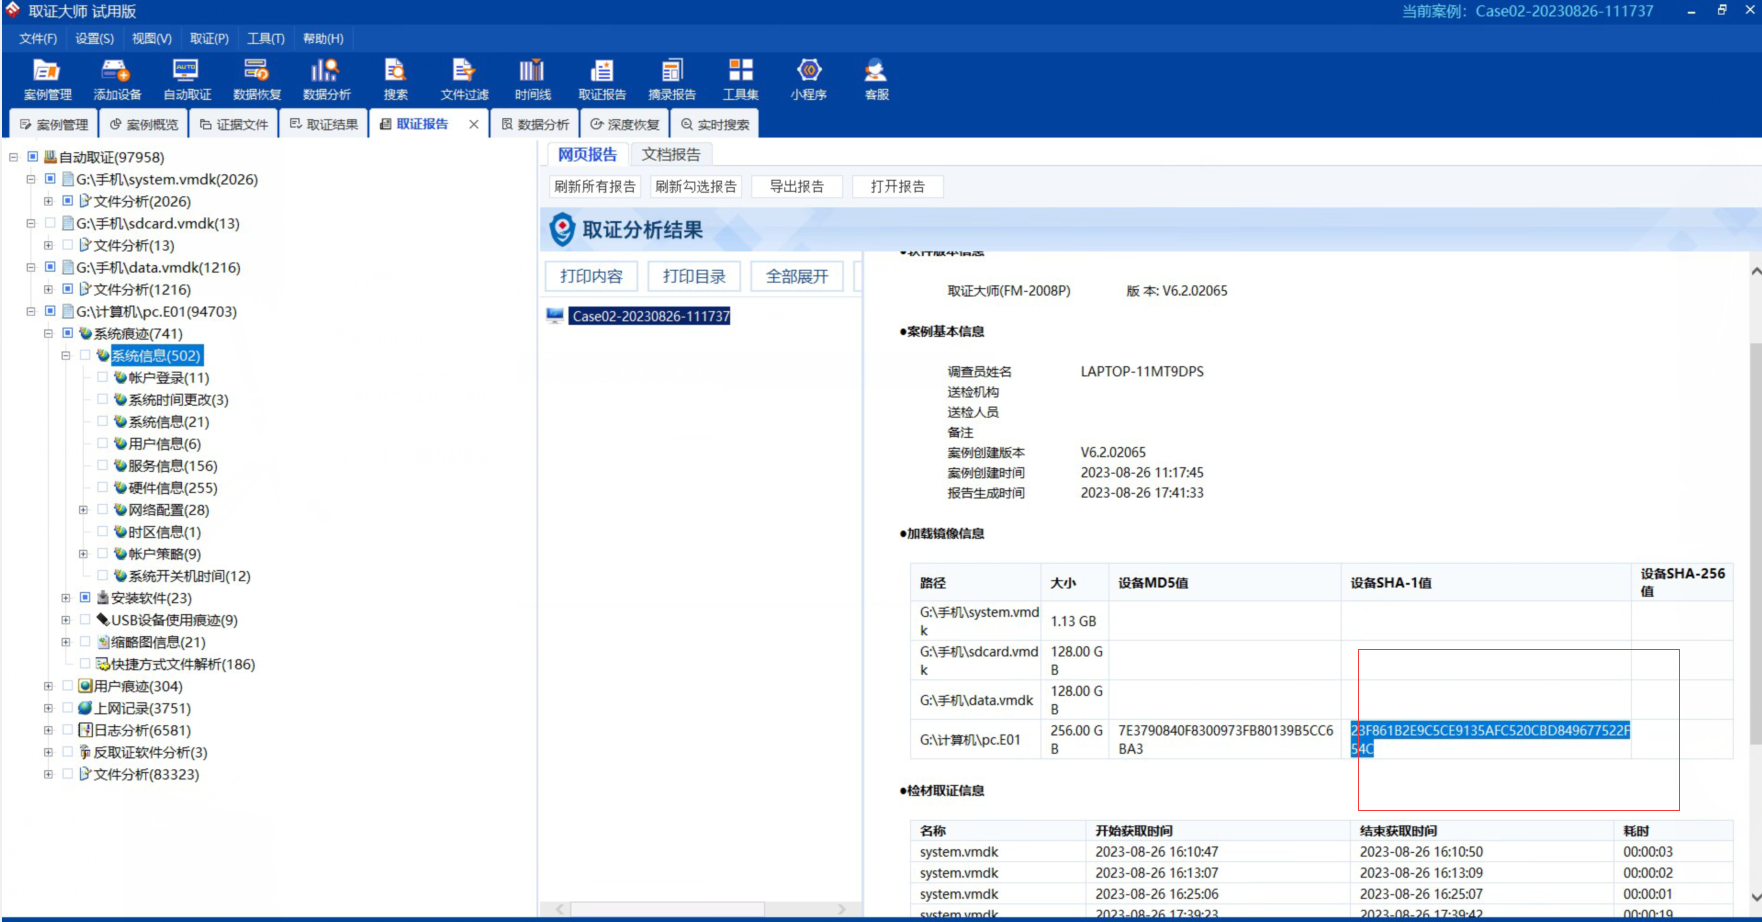 取证大师 试用版
当前案例：Case02-20230826-111737
文件(F) 设置(S) 视图(V) 取证(P) 工具(T) 帮助(H)
案例管理 添加设备 自动取证 数据恢复 数据分析 搜索 文件过滤 时间线 取证报告 摘录报告 工具集 小程序 客服
案例管理 案例概览 证据文件 取证结果 取证报告 数据分析 深度恢复 实时搜索
自动取证(97958)
G:\手机\system.vmdk(2026)
文件分析(2026)
G:\手机\sdcard.vmdk(13)
文件分析(13)
G:\手机\data.vmdk(1216)
文件分析(1216)
G:\计算机\pc.E01(94703)
系统痕迹(741)
系统信息(502)
帐户登录(11)
系统时间更改(3)
系统信息(21)
用户信息(6)
服务信息(156)
硬件信息(255)
网络配置(28)
时区信息(1)
帐户策略(9)
系统开关机时间(12)
安装软件(23)
USB设备使用痕迹(9)
缩略图信息(21)
快捷方式文件解析(186)
用户痕迹(304)
上网记录(3751)
日志分析(6581)
反取证软件分析(3)
文件分析(83323)
网页报告 文档报告
刷新所有报告 刷新勾选报告 导出报告 打开报告
取证分析结果
打印内容 打印目录 全部展开
Case02-20230826-111737
●软件版本信息
取证大师(FM-2008P) 版 本: V6.2.02065
●案例基本信息
调查员姓名 LAPTOP-11MT9DPS
送检机构
送检人员
备注
案例创建版本 V6.2.02065
案例创建时间 2023-08-26 11:17:45
报告生成时间 2023-08-26 17:41:33
●加载镜像信息
路径 大小 设备MD5值 设备SHA-1值 设备SHA-256
值
G:\手机\system.vmd
k 1.13 GB
G:\手机\sdcard.vmd 128.00 G
k B
G:\手机\data.vmdk 128.00 G
B
G:\计算机\pc.E01 256.00 G 7E3790840F8300973FB80139B5CC6 23F861B2E9C5CE9135AFC520CBD849677522F
B BA3 54C
●检材取证信息
名称 开始获取时间 结束获取时间 耗时
system.vmdk 2023-08-26 16:10:47 2023-08-26 16:10:50 00:00:03
system.vmdk 2023-08-26 16:13:07 2023-08-26 16:13:09 00:00:02
system.vmdk 2023-08-26 16:25:06 2023-08-26 16:25:07 00:00:01
system.vmdk 2023-08-26 17:39:23 2023-08-26 17:39:42 00:00:19